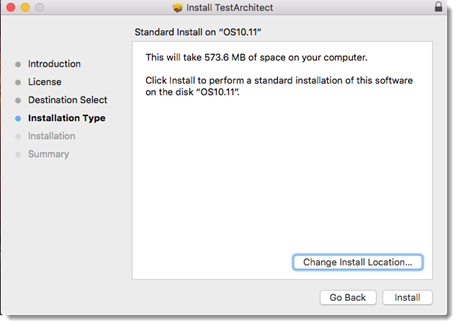 Install TestArchitect
Standard Install on “OS10.11”
Introduction
License
Destination Select
Installation Type
Installation
Summary
This will take 573.6 MB of space on your computer.
Click Install to perform a standard installation of this software
on the disk “OS10.11”.
Change Install Location...
Go Back
Install